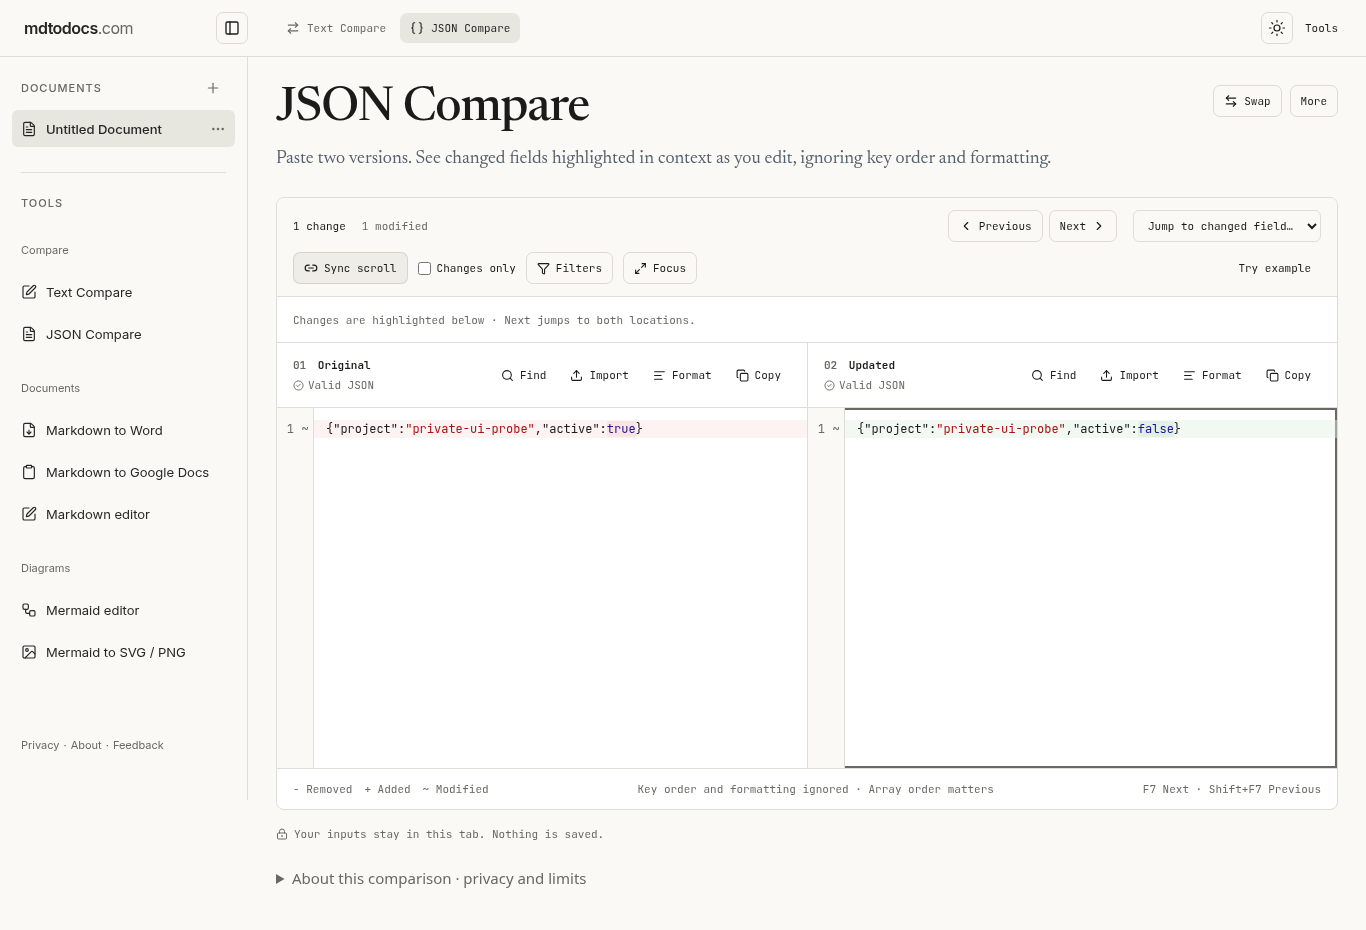 mdtodocs.com
Text Compare
{} JSON Compare
Tools
DOCUMENTS
Untitled Document
TOOLS
Compare
Text Compare
JSON Compare
Documents
Markdown to Word
Markdown to Google Docs
Markdown editor
Diagrams
Mermaid editor
Mermaid to SVG / PNG
Privacy · About · Feedback
JSON Compare
Swap
More
Paste two versions. See changed fields highlighted in context as you edit, ignoring key order and formatting.
1 change 1 modified
Previous
Next
Jump to changed field…
Sync scroll
Changes only
Filters
Focus
Try example
Changes are highlighted below · Next jumps to both locations.
01 Original
Valid JSON
Find
Import
Format
Copy
1 ~ {"project":"private-ui-probe","active":true}
02 Updated
Valid JSON
Find
Import
Format
Copy
1 ~ {"project":"private-ui-probe","active":false}
- Removed + Added ~ Modified
Key order and formatting ignored · Array order matters
F7 Next · Shift+F7 Previous
Your inputs stay in this tab. Nothing is saved.
About this comparison · privacy and limits